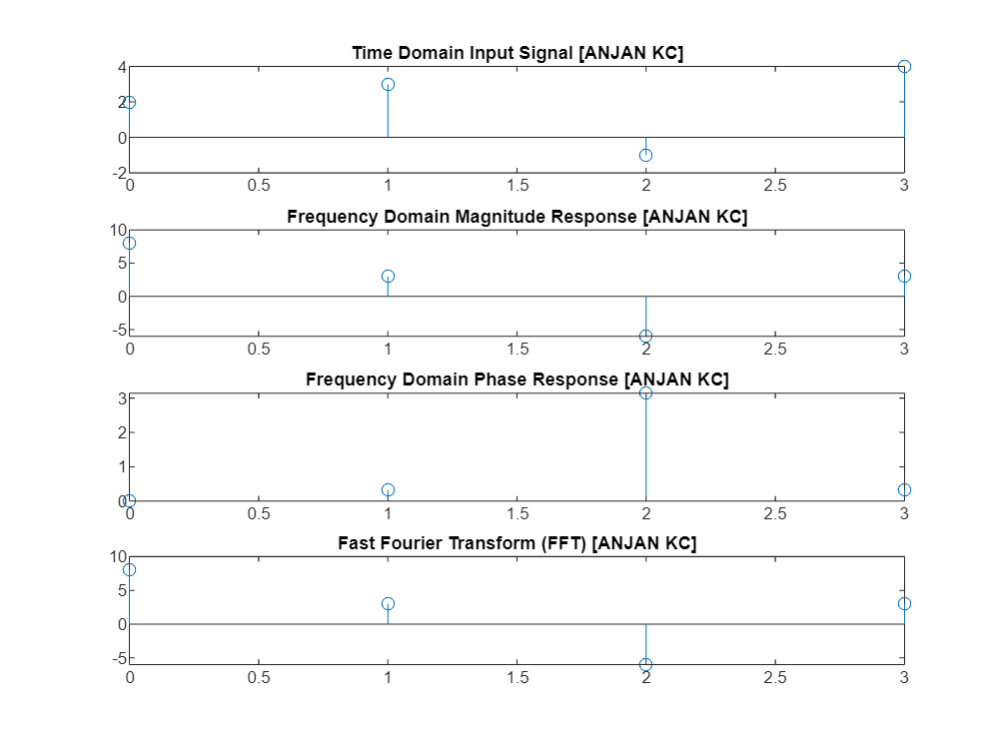 Time Domain Input Signal [ANJAN KC]
4
2
0
-2
0 0.5 1 1.5 2 2.5 3
Frequency Domain Magnitude Response [ANJAN KC]
10
5
0
-5
0 0.5 1 1.5 2 2.5 3
Frequency Domain Phase Response [ANJAN KC]
3
2
1
0
0 0.5 1 1.5 2 2.5 3
Fast Fourier Transform (FFT) [ANJAN KC]
10
5
0
-5
0 0.5 1 1.5 2 2.5 3